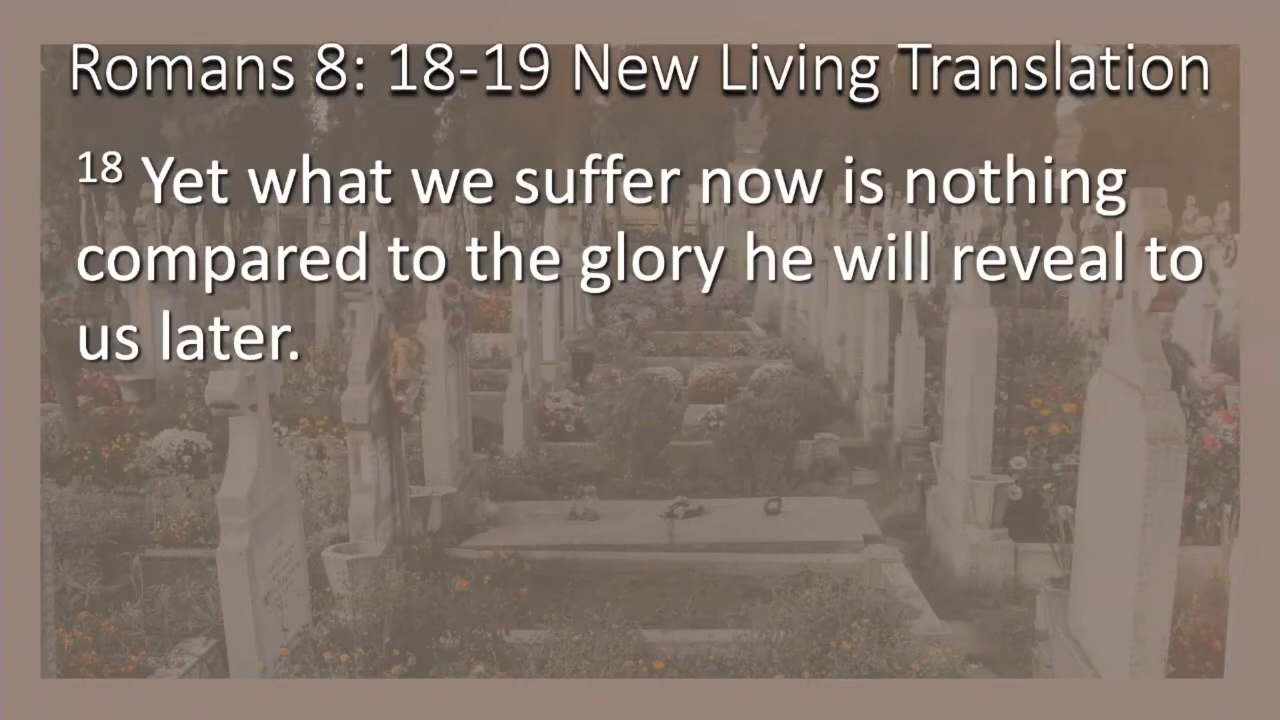 Romans 8: 18-19 New Living Translation
18 Yet what we suffer now is nothing
compared to the glory he will reveal to
us later.